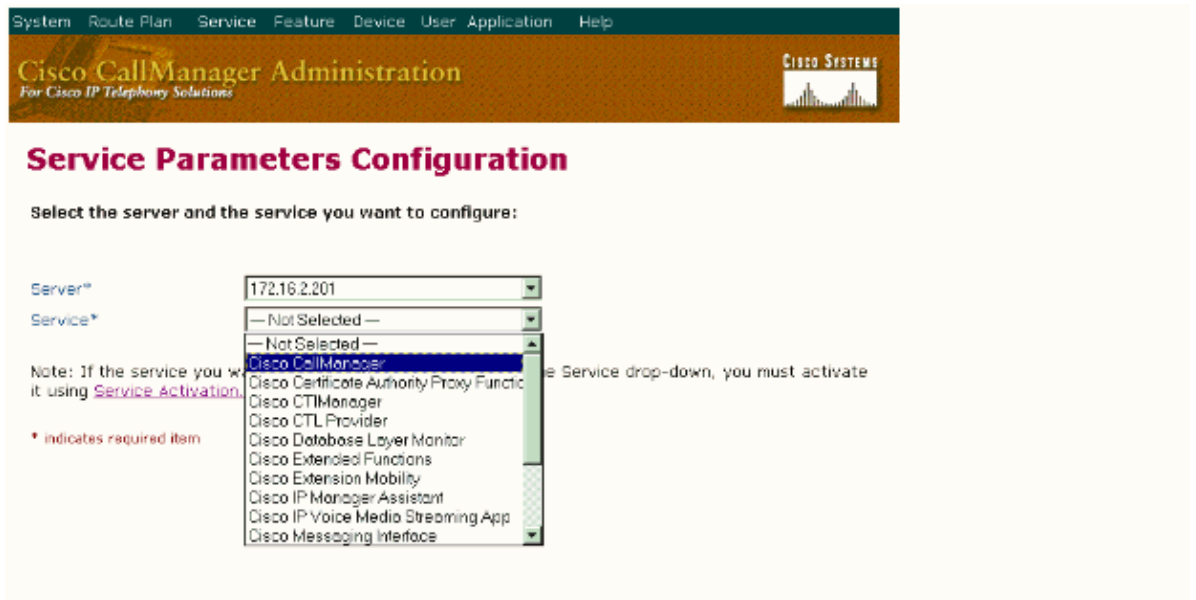 System Route Plan Service Feature Device User Application Help
Cisco CallManager Administration
For Cisco IP Telephony Solutions
CISCO SYSTEMS
Service Parameters Configuration
Select the server and the service you want to configure:
Server* 172.16.2.201
Service* — Not Selected —
— Not Selected —
Cisco CallManager
Cisco Certificate Authority Proxy Functio
Cisco CTIManager
Cisco CTL Provider
Cisco Database Layer Monitor
Cisco Extended Functions
Cisco Extension Mobility
Cisco IP Manager Assistant
Cisco IP Voice Media Streaming App
Cisco Messaging Interface
Note: If the service you w e Service drop-down, you must activate
it using Service Activation.
* indicates required item